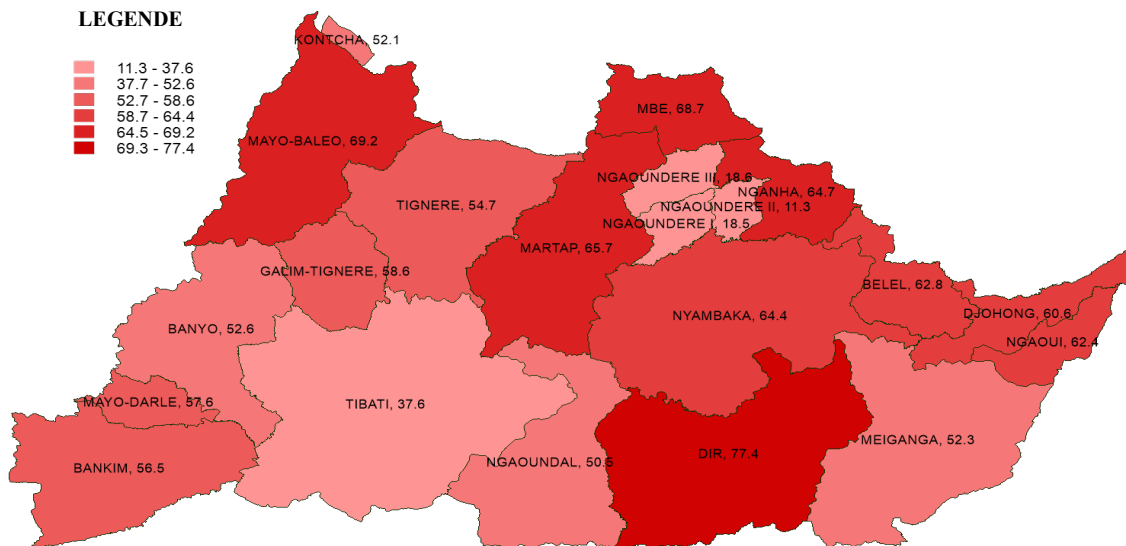 LEGENDE
11.3 - 37.6
37.7 - 52.6
52.7 - 58.6
58.7 - 64.4
64.5 - 69.2
69.3 - 77.4
KONTCHA, 52.1
MBE, 68.7
MAYO-BALEO, 69.2
NGAOUNDERE III, 18.6
NGANHA, 64.7
TIGNERE, 54.7
NGAOUNDERE II, 11.3
NGAOUNDERE I, 18.5
MARTAP, 65.7
GALIM-TIGNERE, 58.6
BELEL, 62.8
DJOHONG, 60.6
NYAMBAKA, 64.4
BANYO, 52.6
NGAOUI, 62.4
MAYO-DARLE, 57.6
TIBATI, 37.6
MEIGANGA, 52.3
DIR, 77.4
NGAOUNDAL, 50.5
BANKIM, 56.5